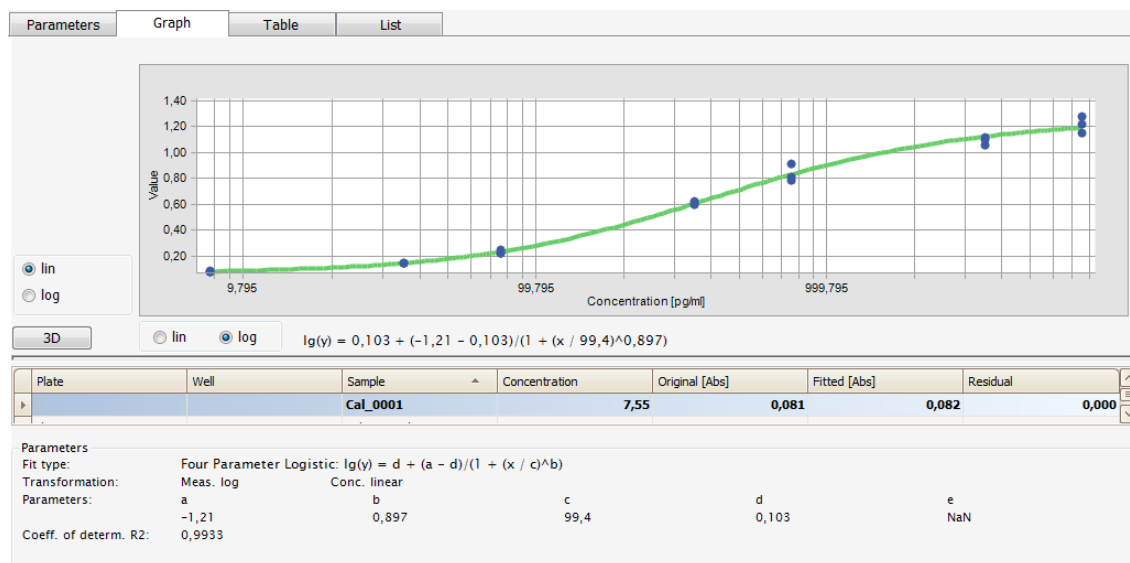 Parameters Graph Table List
1,40
1,20
1,00
0,80
0,60
0,40
0,20
Value
9,795 99,795 999,795
Concentration [pg/ml]
lin
log
3D lin log lg(y) = 0,103 + (-1,21 - 0,103)/(1 + (x / 99,4)^0,897)
Plate Well Sample Concentration Original [Abs] Fitted [Abs] Residual
Cal_0001 7,55 0,081 0,082 0,000
Parameters
Fit type: Four Parameter Logistic: lg(y) = d + (a - d)/(1 + (x / c)^b)
Transformation: Meas. log Conc. linear
Parameters: a b c d e
-1,21 0,897 99,4 0,103 NaN
Coeff. of determ. R2: 0,9933